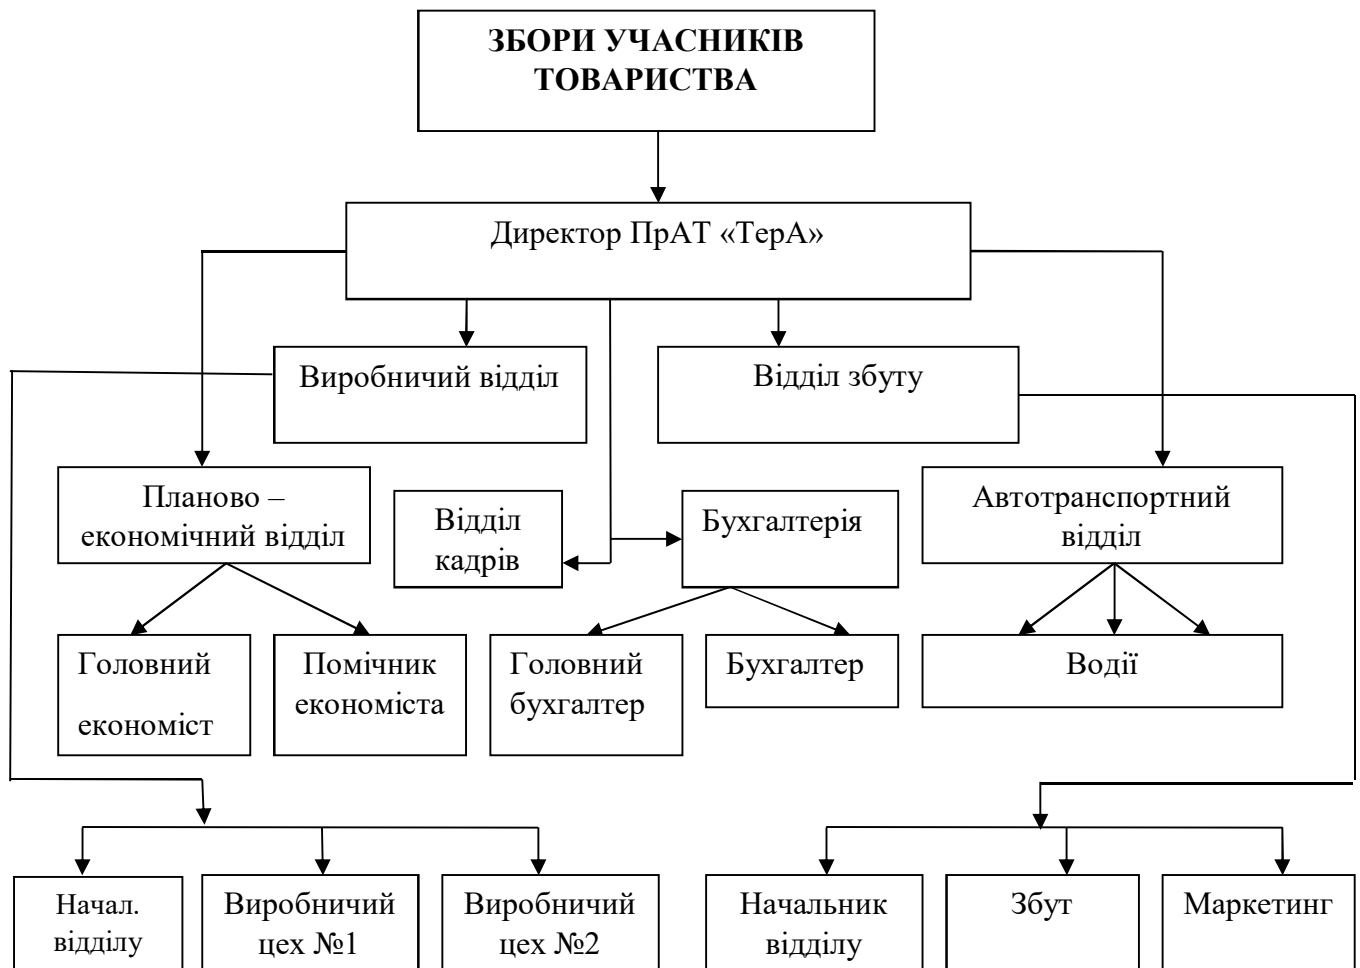 ЗБОРИ УЧАСНИКІВ
ТОВАРИСТВА
Директор ПрАТ «ТерА»
Виробничий відділ
Відділ збуту
Планово –
економічний відділ
Відділ
кадрів
Бухгалтерія
Автотранспортний
відділ
Головний
економіст
Помічник
економіста
Головний
бухгалтер
Бухгалтер
Водії
Начал.
відділу
Виробничий
цех №1
Виробничий
цех №2
Начальник
відділу
Збут
Маркетинг